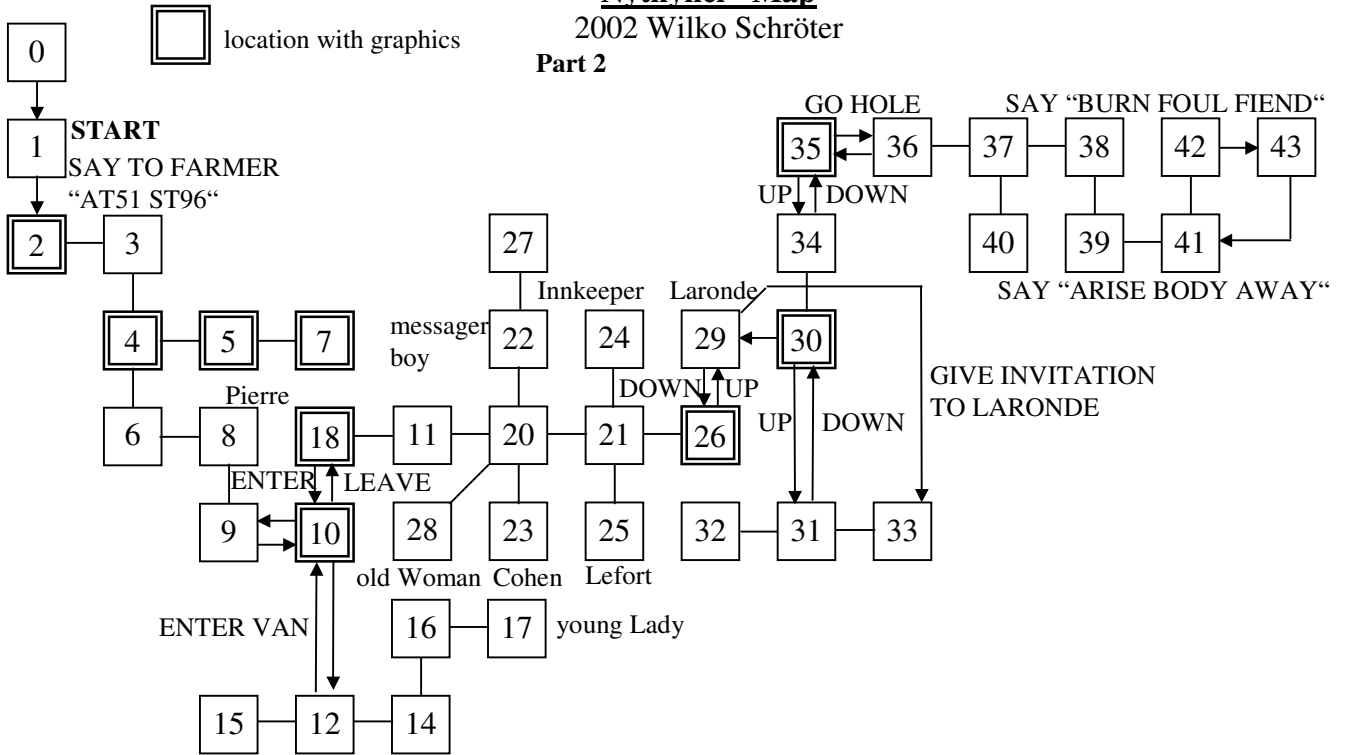 2002 Wilko Schröter
Part 2
location with graphics
0
1
START
SAY TO FARMER
“AT51 ST96“
2
3
4
5
7
6
Pierre
8
9
ENTER
LEAVE
18
10
11
messager
boy
27
22
20
Innkeeper
24
21
DOWN
UP
Laronde
29
26
28
old Woman
23
Cohen
25
Lefort
ENTER VAN
15
12
14
16
17
young Lady
GO HOLE
35
36
UP
DOWN
34
30
UP
DOWN
32
31
33
GIVE INVITATION
TO LARONDE
SAY “BURN FOUL FIEND“
37
38
42
43
40
39
41
SAY “ARISE BODY AWAY“